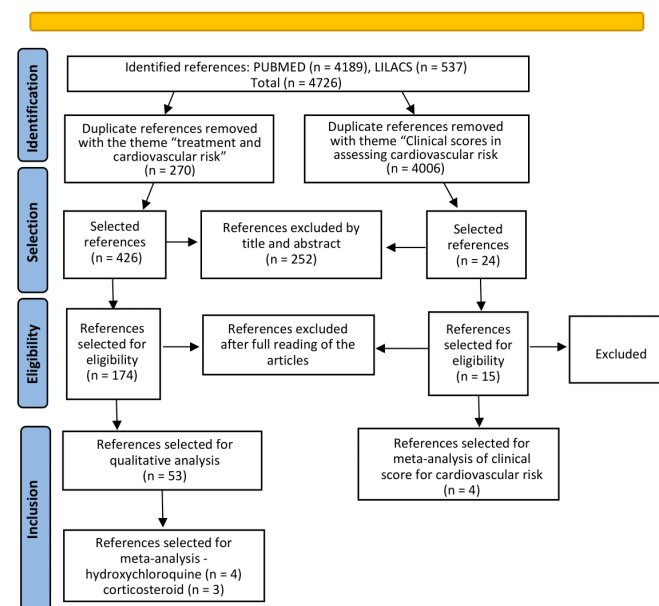 Identification
Identified references: PUBMED (n = 4189), LILACS (n = 537)
Total (n = 4726)
Duplicate references removed
with the theme “treatment and
cardiovascular risk”
(n = 270)
Duplicate references removed
with theme “Clinical scores in
assessing cardiovascular risk
(n = 4006)
Selection
Selected
references
(n = 426)
References excluded by
title and abstract
(n = 252)
Selected
references
(n = 24)
Eligibility
References
selected for
eligibility
(n = 174)
References excluded
after full reading of the
articles
References
selected for
eligibility
(n = 15)
Excluded
Inclusion
References selected for
qualitative analysis
(n = 53)
References selected for
meta-analysis of clinical
score for cardiovascular risk
(n = 4)
References selected for
meta-analysis -
hydroxychloroquine (n = 4)
corticosteroid (n = 3)